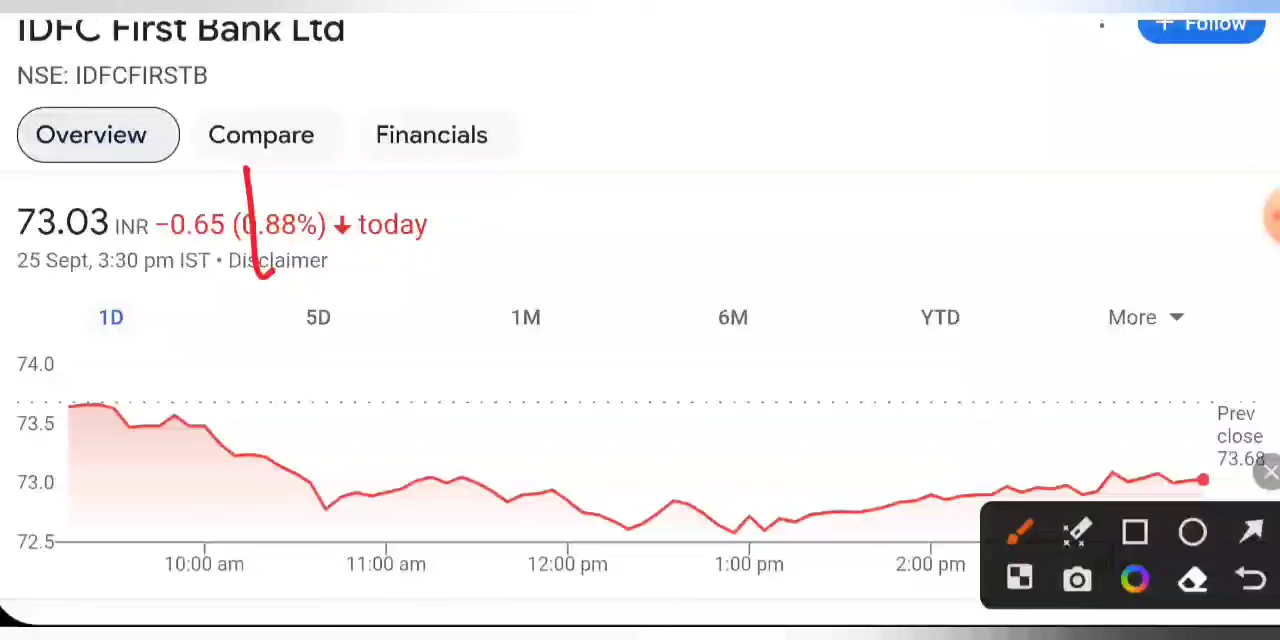 IDFC First Bank Ltd
+ Follow
NSE: IDFCFIRSTB
Overview Compare Financials
73.03 INR −0.65 (0.88%) ↓ today
25 Sept, 3:30 pm IST • Disclaimer
1D 5D 1M 6M YTD More
74.0
73.5
73.0
72.5
Prev
close
73.68
10:00 am 11:00 am 12:00 pm 1:00 pm 2:00 pm